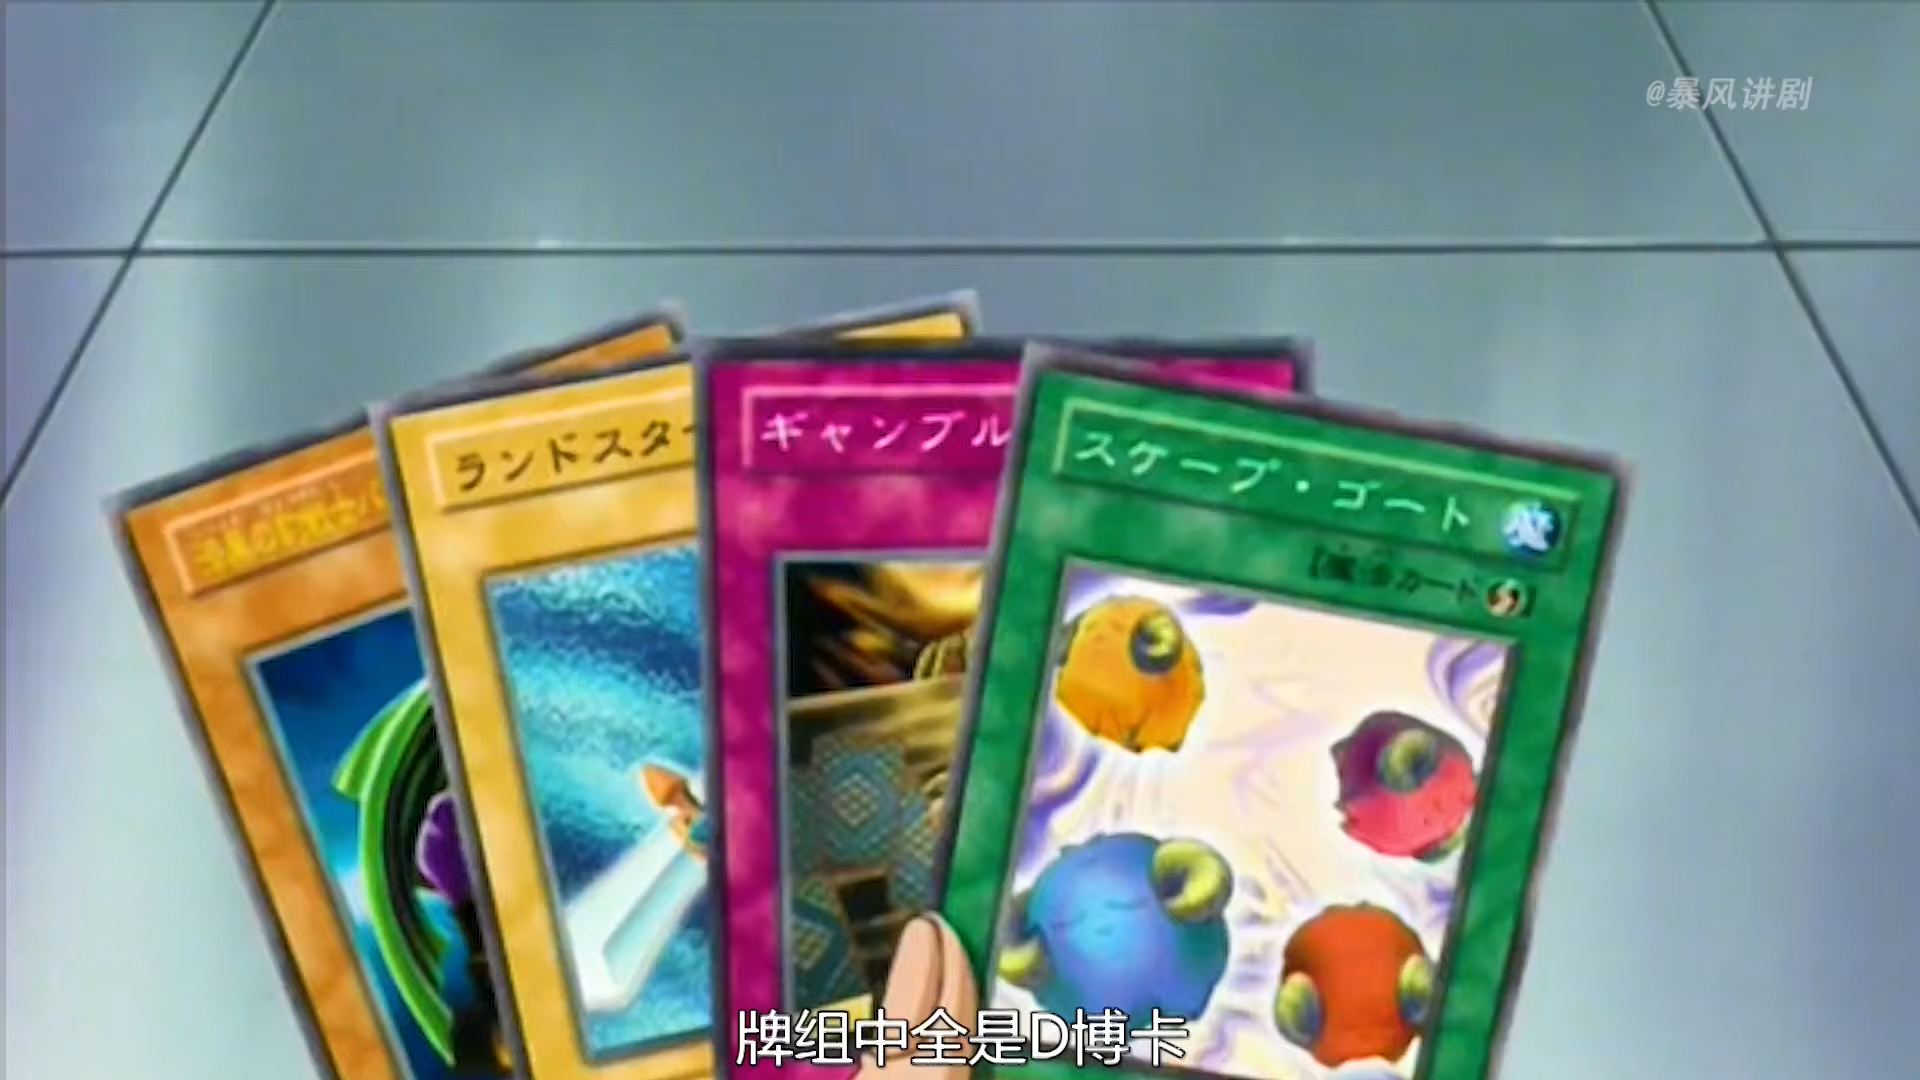 @暴风讲剧
ランドスター
ギャンブル
スケープ・ゴート
【魔法カード】
牌组中全是D博卡